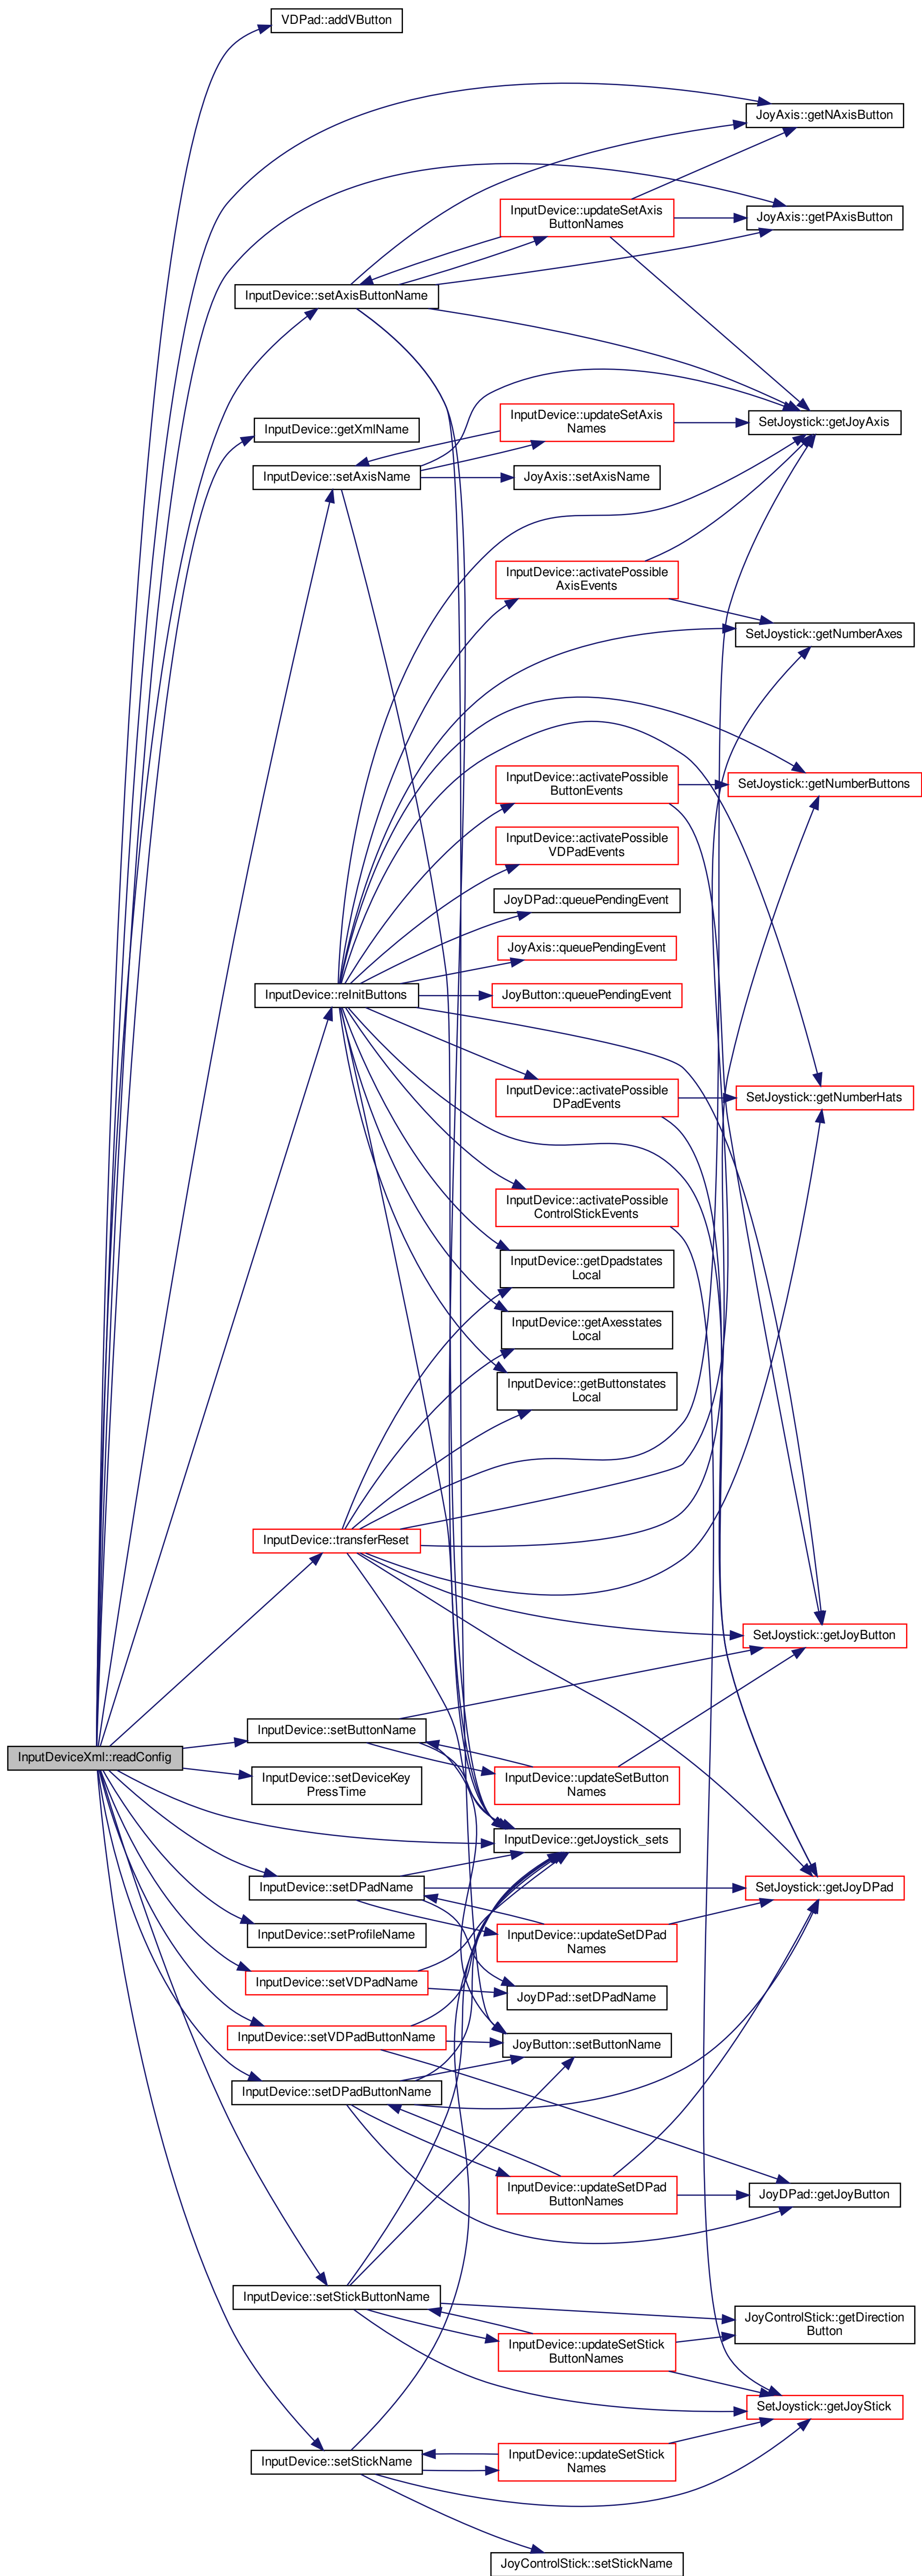 VDPad::addVButton
JoyAxis::getNAxisButton
InputDevice::updateSetAxis
ButtonNames
JoyAxis::getPAxisButton
InputDevice::setAxisButtonName
InputDevice::getXmlName
InputDevice::updateSetAxis
Names
SetJoystick::getJoyAxis
InputDevice::setAxisName
JoyAxis::setAxisName
InputDevice::activatePossible
AxisEvents
SetJoystick::getNumberAxes
InputDevice::activatePossible
ButtonEvents
SetJoystick::getNumberButtons
InputDevice::activatePossible
VDPadEvents
JoyDPad::queuePendingEvent
JoyAxis::queuePendingEvent
InputDevice::reInitButtons
JoyButton::queuePendingEvent
InputDevice::activatePossible
DPadEvents
SetJoystick::getNumberHats
InputDevice::activatePossible
ControlStickEvents
InputDevice::getDpadstates
Local
InputDevice::getAxesstates
Local
InputDevice::getButtonstates
Local
InputDevice::transferReset
SetJoystick::getJoyButton
InputDevice::setButtonName
InputDeviceXml::readConfig
InputDevice::setDeviceKey
PressTime
InputDevice::updateSetButton
Names
InputDevice::getJoystick_sets
InputDevice::setDPadName
SetJoystick::getJoyDPad
InputDevice::setProfileName
InputDevice::updateSetDPad
Names
InputDevice::setVDPadName
JoyDPad::setDPadName
InputDevice::setVDPadButtonName
JoyButton::setButtonName
InputDevice::setDPadButtonName
InputDevice::updateSetDPad
ButtonNames
JoyDPad::getJoyButton
InputDevice::setStickButtonName
JoyControlStick::getDirection
Button
InputDevice::updateSetStick
ButtonNames
SetJoystick::getJoyStick
InputDevice::setStickName
InputDevice::updateSetStick
Names
JoyControlStick::setStickName